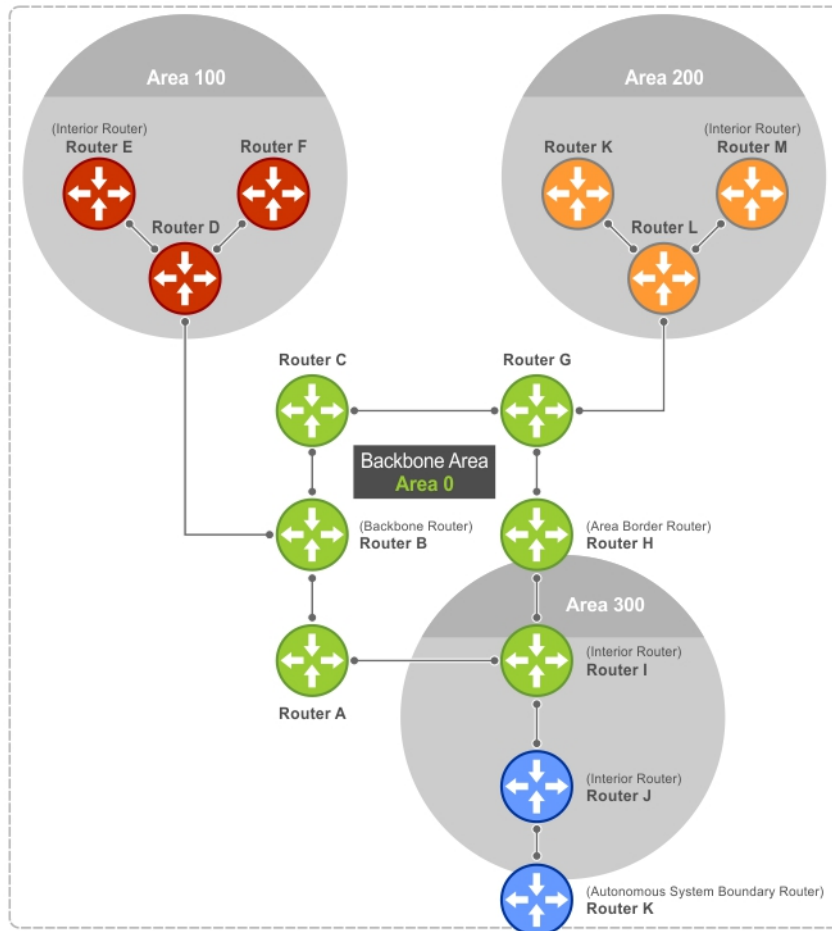 Area 100
Area 200
(Interior Router)
Router E
Router F
Router K
(Interior Router)
Router M
Router D
Router L
Router C
Router G
Backbone Area
Area 0
(Backbone Router)
Router B
(Area Border Router)
Router H
Area 300
(Interior Router)
Router I
Router A
(Interior Router)
Router J
(Autonomous System Boundary Router)
Router K